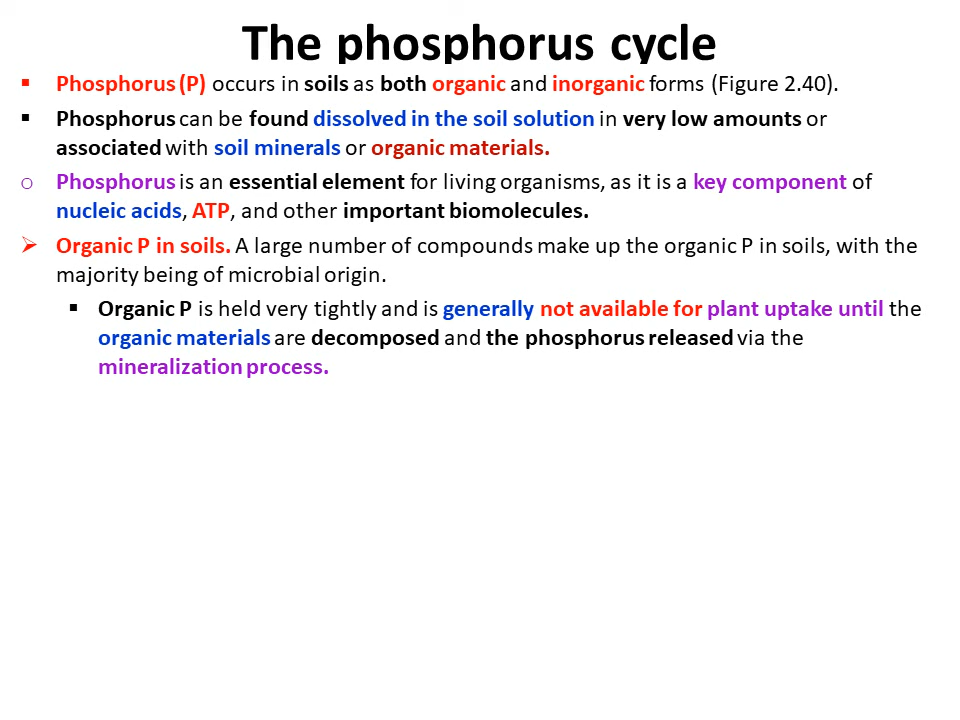 The phosphorus cycle
▪ Phosphorus (P) occurs in soils as both organic and inorganic forms (Figure 2.40).
▪ Phosphorus can be found dissolved in the soil solution in very low amounts or
associated with soil minerals or organic materials.
o Phosphorus is an essential element for living organisms, as it is a key component of
nucleic acids, ATP, and other important biomolecules.
➢ Organic P in soils. A large number of compounds make up the organic P in soils, with the
majority being of microbial origin.
▪ Organic P is held very tightly and is generally not available for plant uptake until the
organic materials are decomposed and the phosphorus released via the
mineralization process.